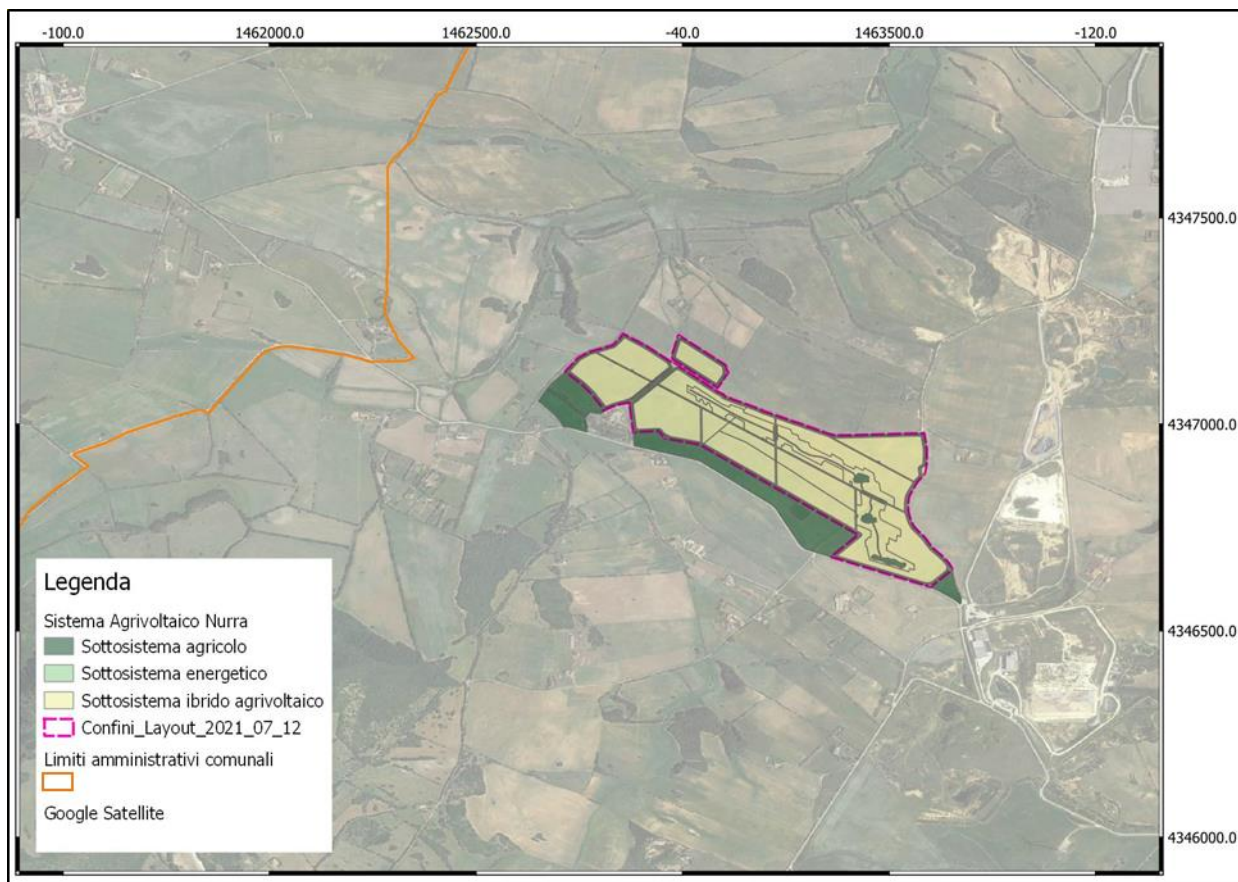 -100.0 1462000.0 1462500.0 -40.0 1463500.0 -120.0
4347500.0
4347000.0
4346500.0
4346000.0
Legenda
Sistema Agrivoltaico Nurra
Sottosistema agricolo
Sottosistema energetico
Sottosistema ibrido agrivoltaico
Confini_Layout_2021_07_12
Limiti amministrativi comunali
Google Satellite